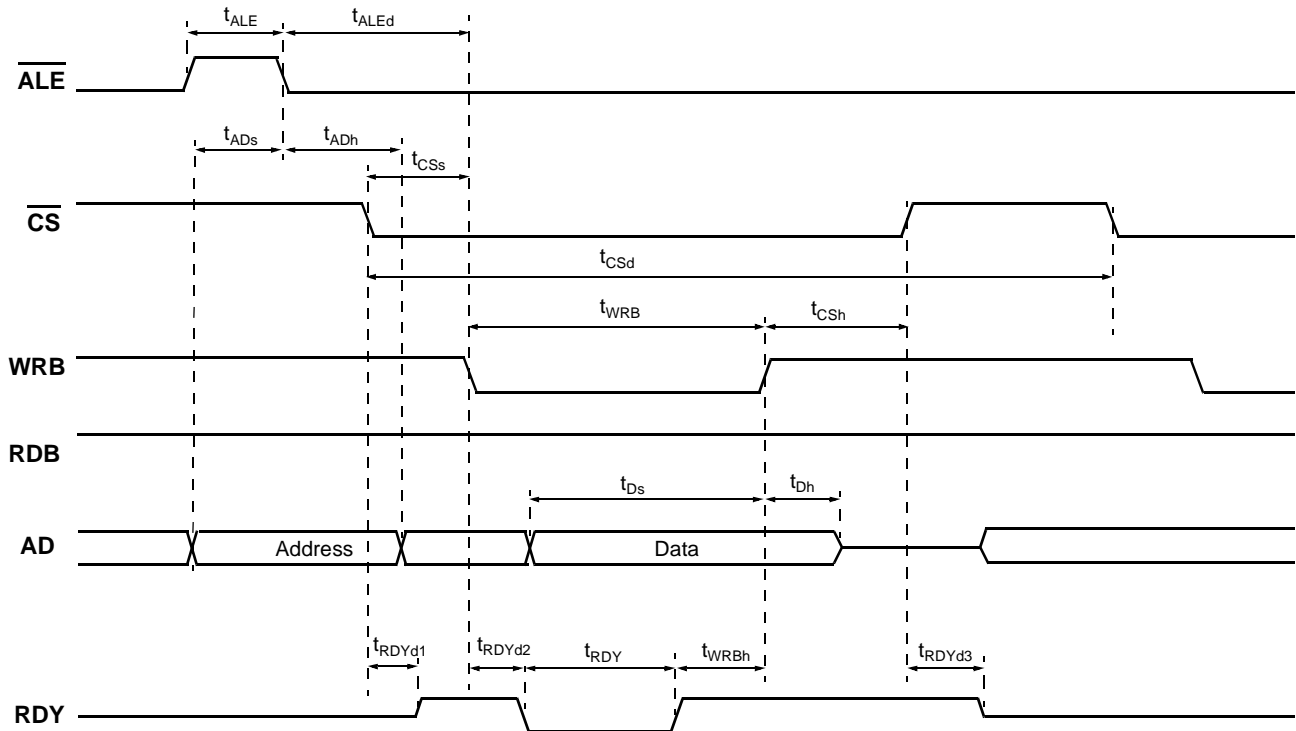 tALE tALEd
ALE
tADs tADh
tCSs
CS
tCSd
tWRB tCSh
WRB
RDB
tDs tDh
AD Address Data
tRDYd1 tRDYd2 tRDY tWRBh tRDYd3
RDY